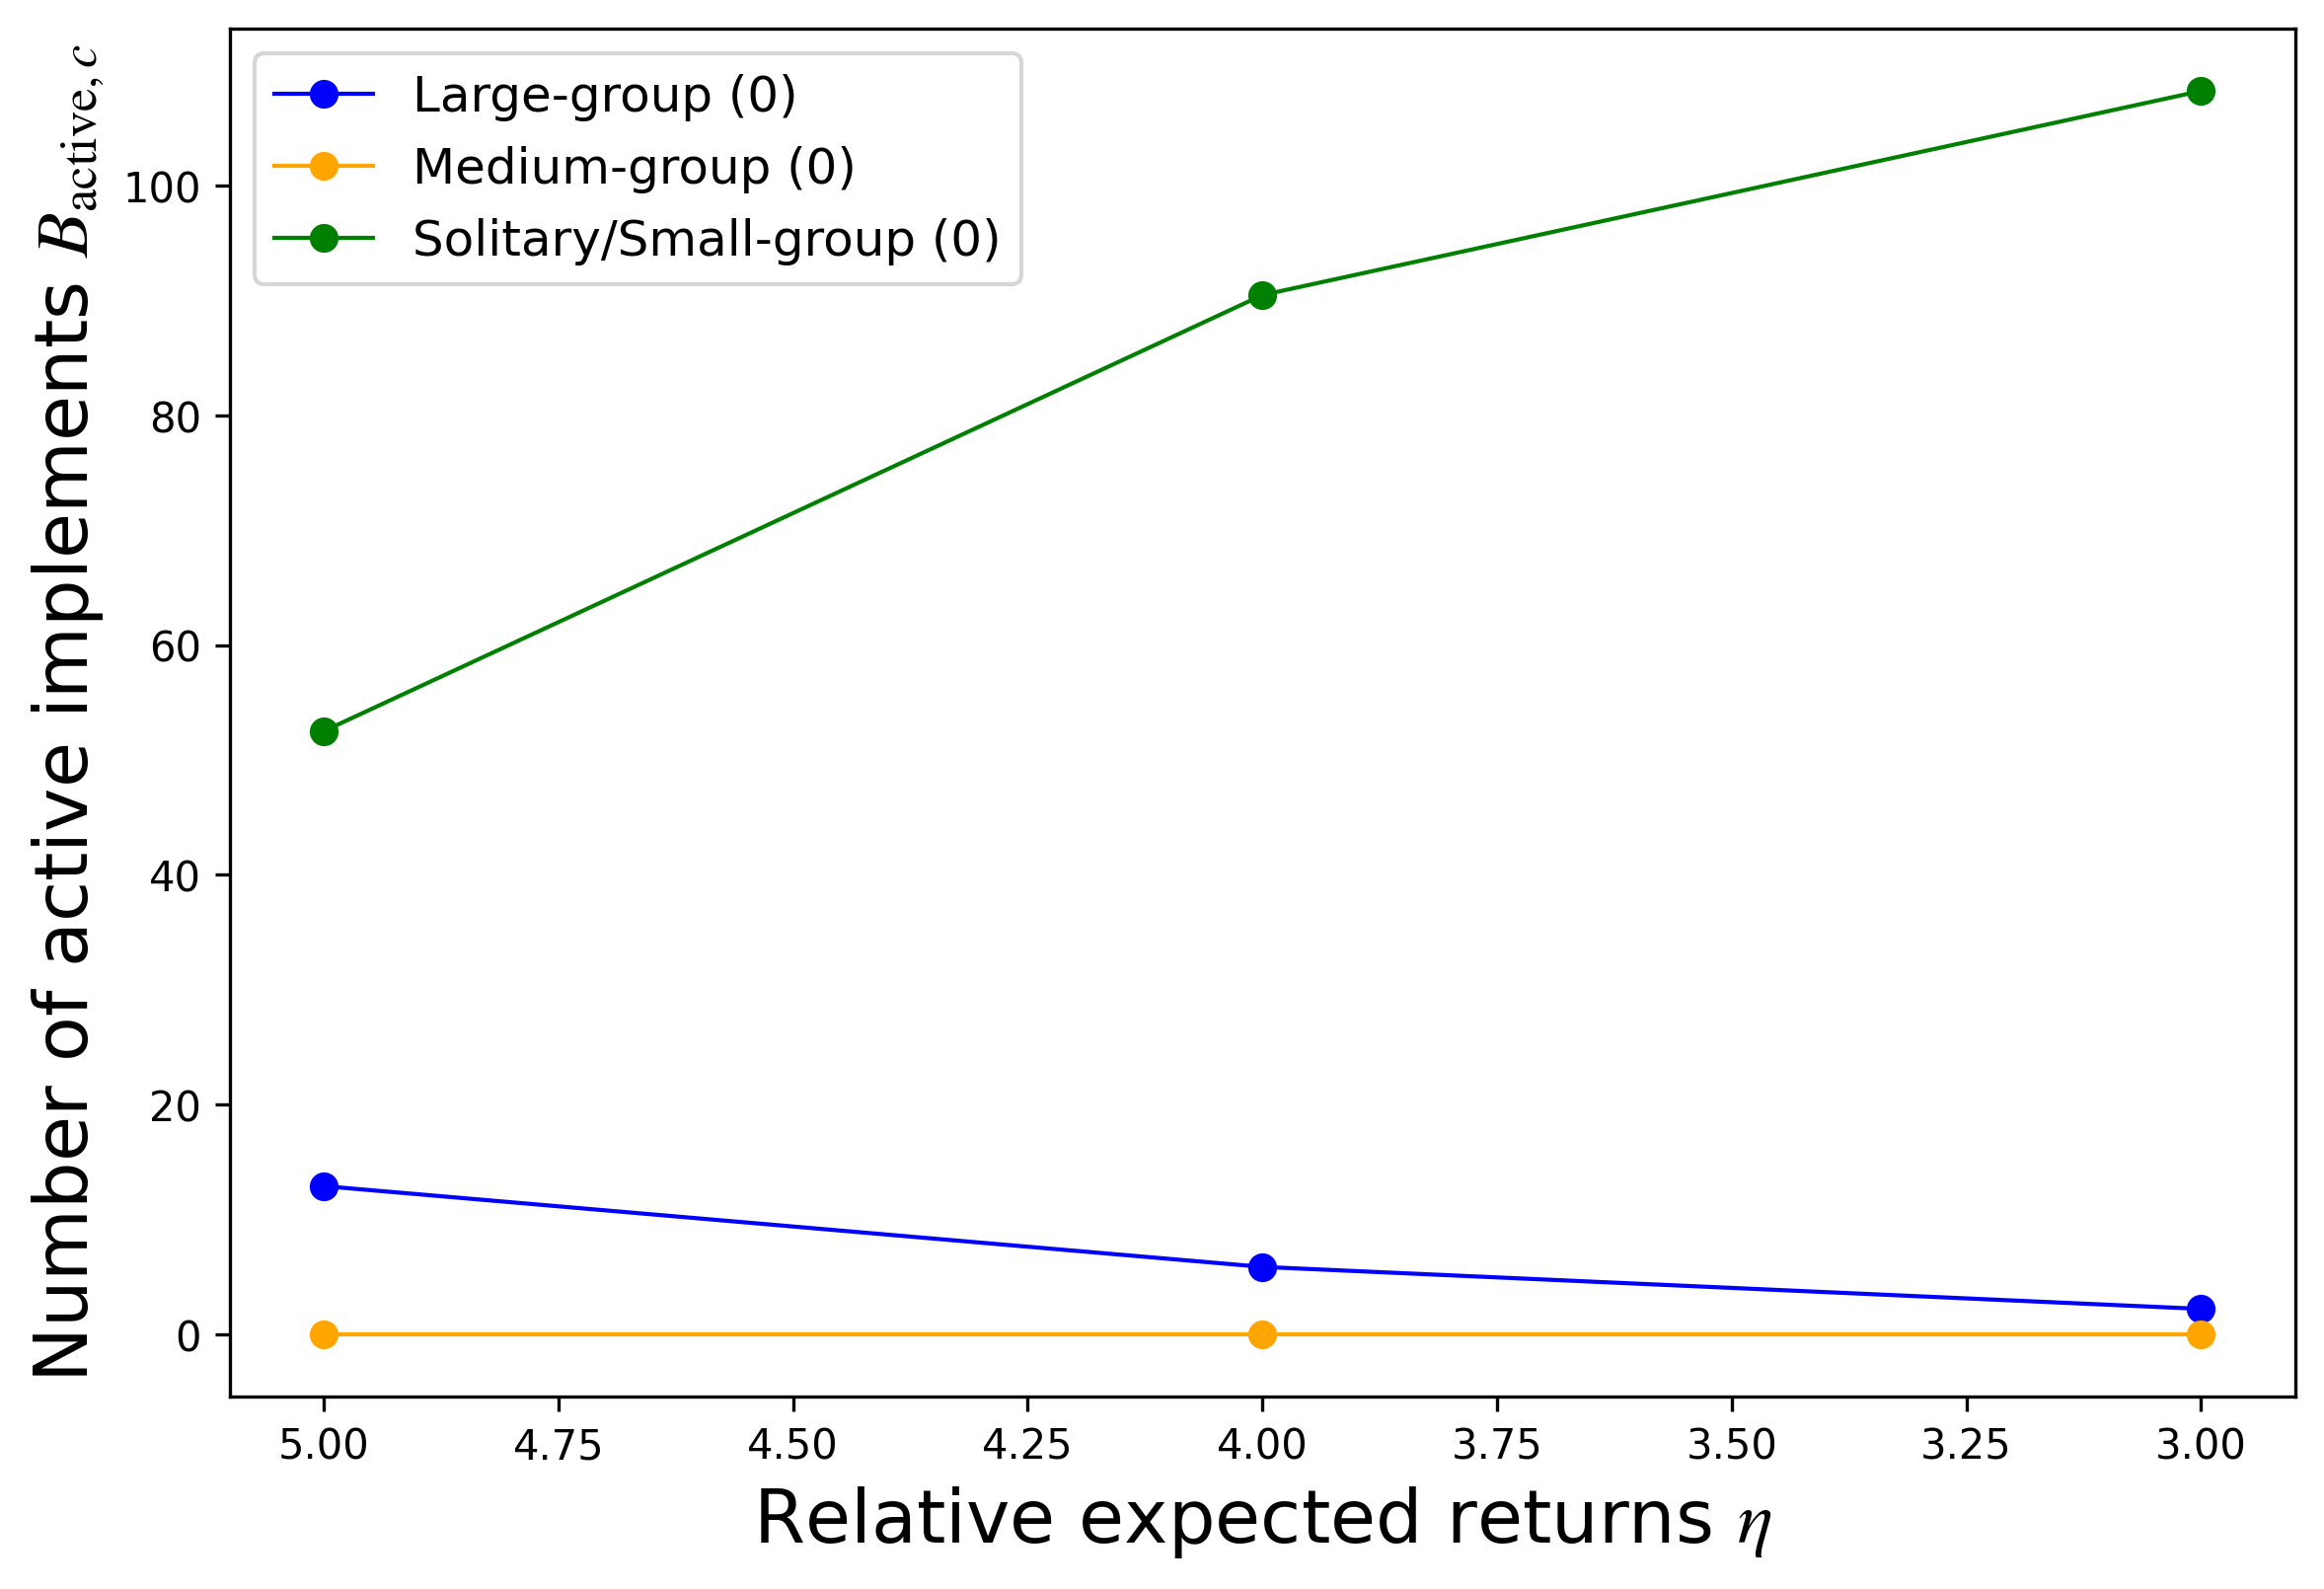 Large-group (0)
Medium-group (0)
Solitary/Small-group (0)
Number of active implements B_active, c
100
80
60
40
20
0
5.00 4.75 4.50 4.25 4.00 3.75 3.50 3.25 3.00
Relative expected returns η